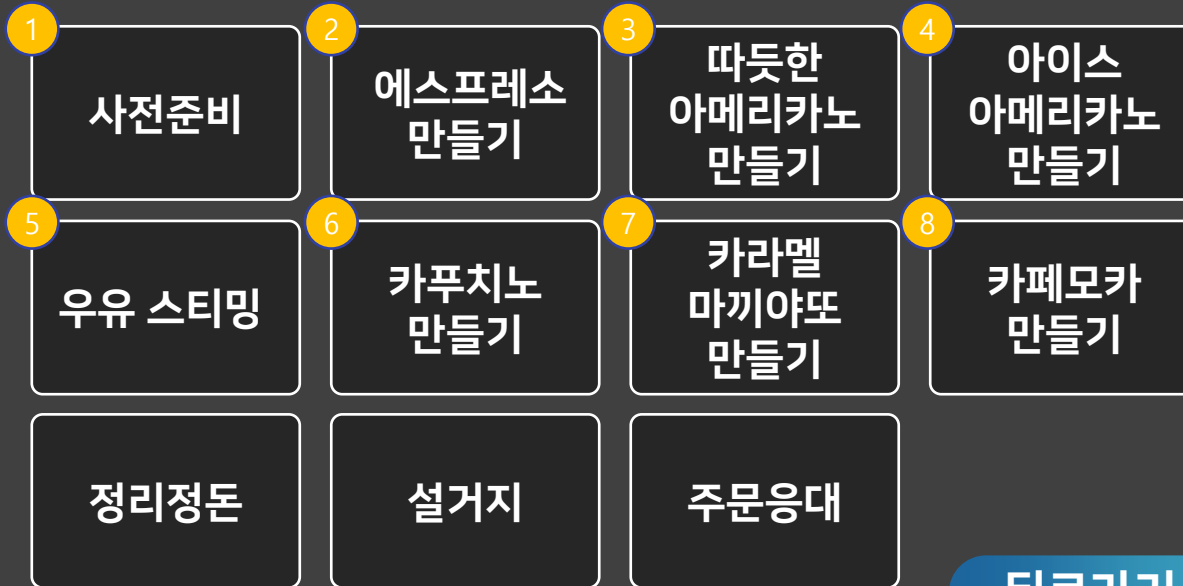 1
사전준비
2
에스프레소
만들기
3
따듯한
아메리카노
만들기
4
아이스
아메리카노
만들기
5
우유 스티밍
6
카푸치노
만들기
7
카라멜
마끼야또
만들기
8
카페모카
만들기
정리정돈
설거지
주문응대